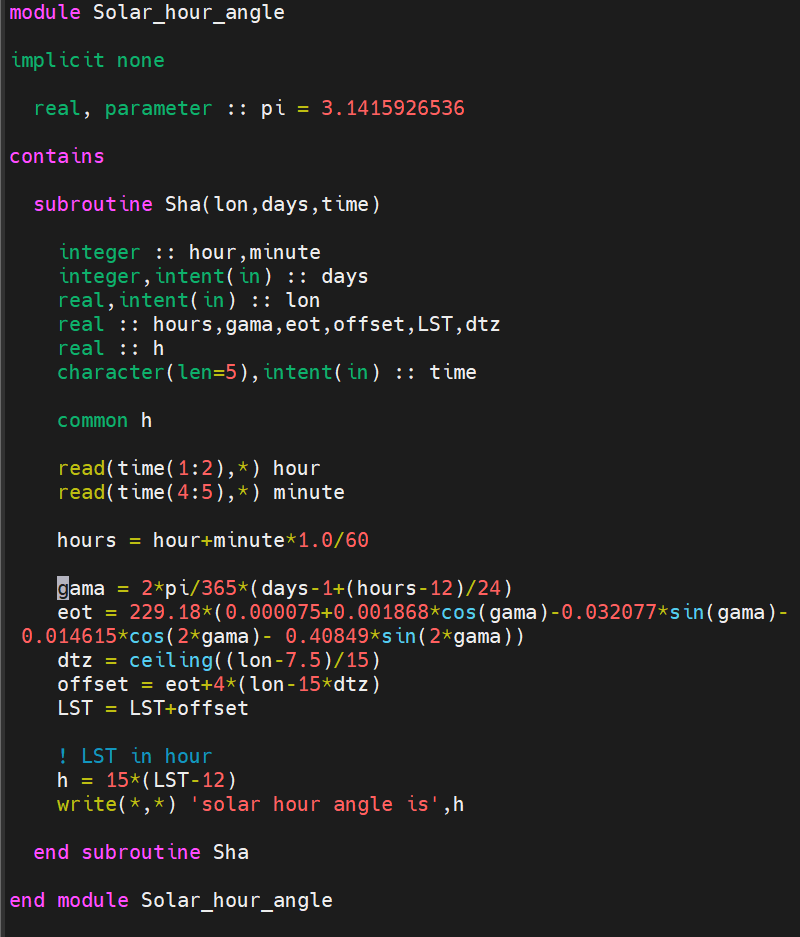 module Solar_hour_angle
implicit none
real, parameter :: pi = 3.1415926536
contains
subroutine Sha(lon,days,time)
integer :: hour,minute
integer,intent(in) :: days
real,intent(in) :: lon
real :: hours,gama,eot,offset,LST,dtz
real :: h
character(len=5),intent(in) :: time
common h
read(time(1:2),*) hour
read(time(4:5),*) minute
hours = hour+minute*1.0/60
gama = 2*pi/365*(days-1+(hours-12)/24)
eot = 229.18*(0.000075+0.001868*cos(gama)-0.032077*sin(gama)-
0.014615*cos(2*gama)- 0.40849*sin(2*gama))
dtz = ceiling((lon-7.5)/15)
offset = eot+4*(lon-15*dtz)
LST = LST+offset
! LST in hour
h = 15*(LST-12)
write(*,*) 'solar hour angle is',h
end subroutine Sha
end module Solar_hour_angle